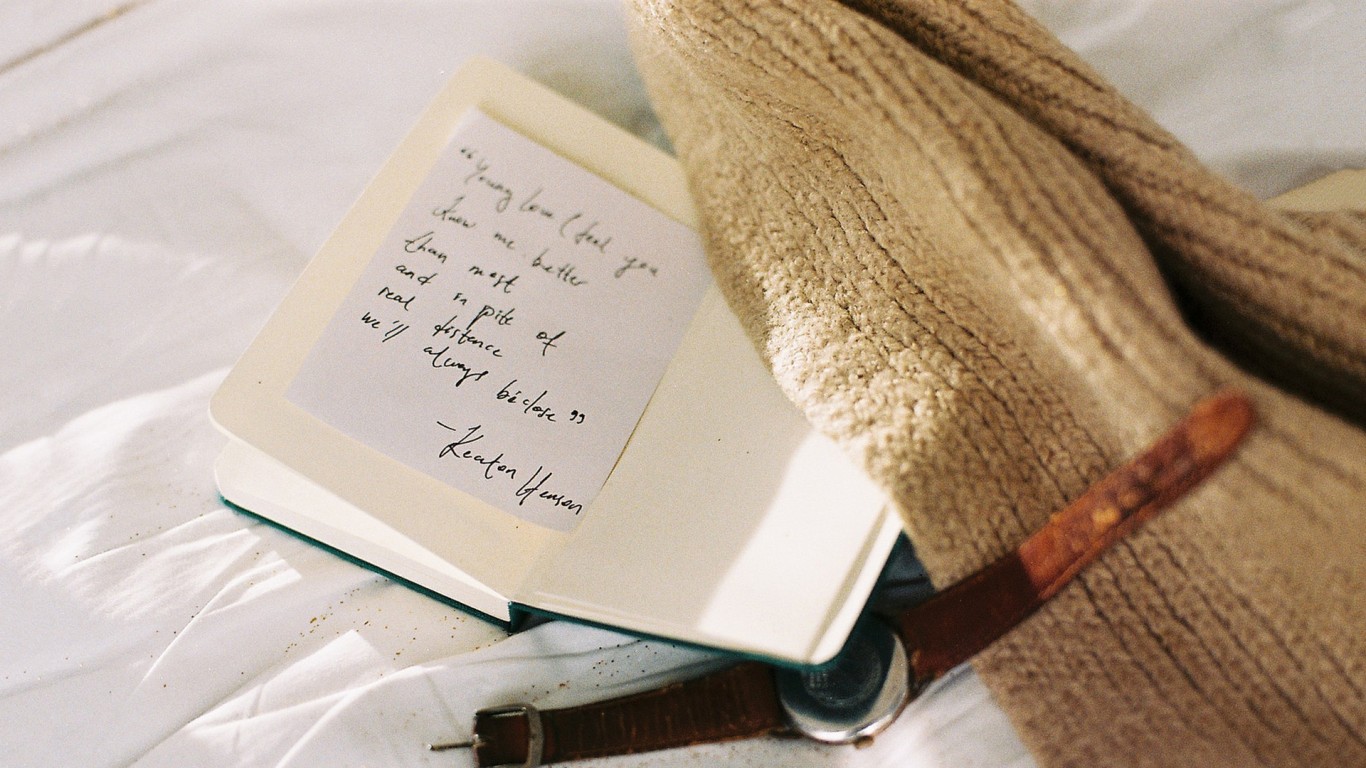 “Young love I feel you
know me better
than most
and in pite of
real distance
we'll always be close”
– Keaton Henson